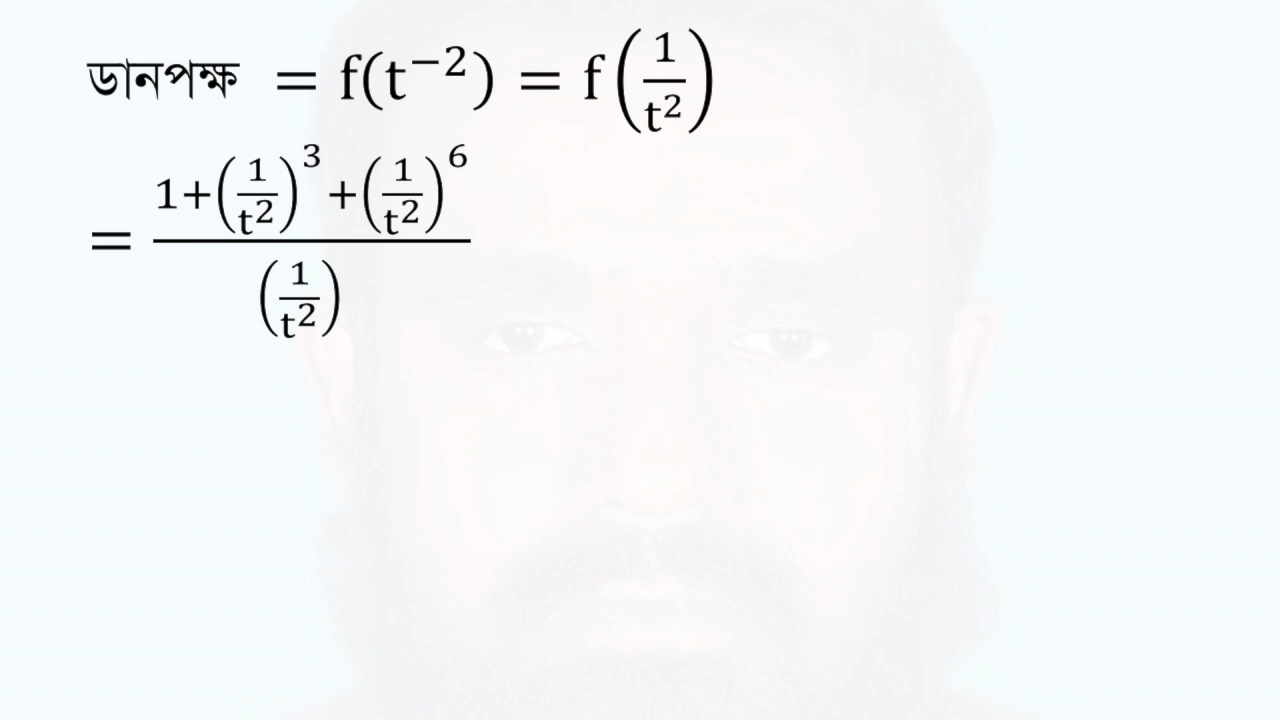 ডানপক্ষ = f(t⁻²) = f(1/t²)
= (1+(1/t²)³+(1/t²)⁶)/(1/t²)